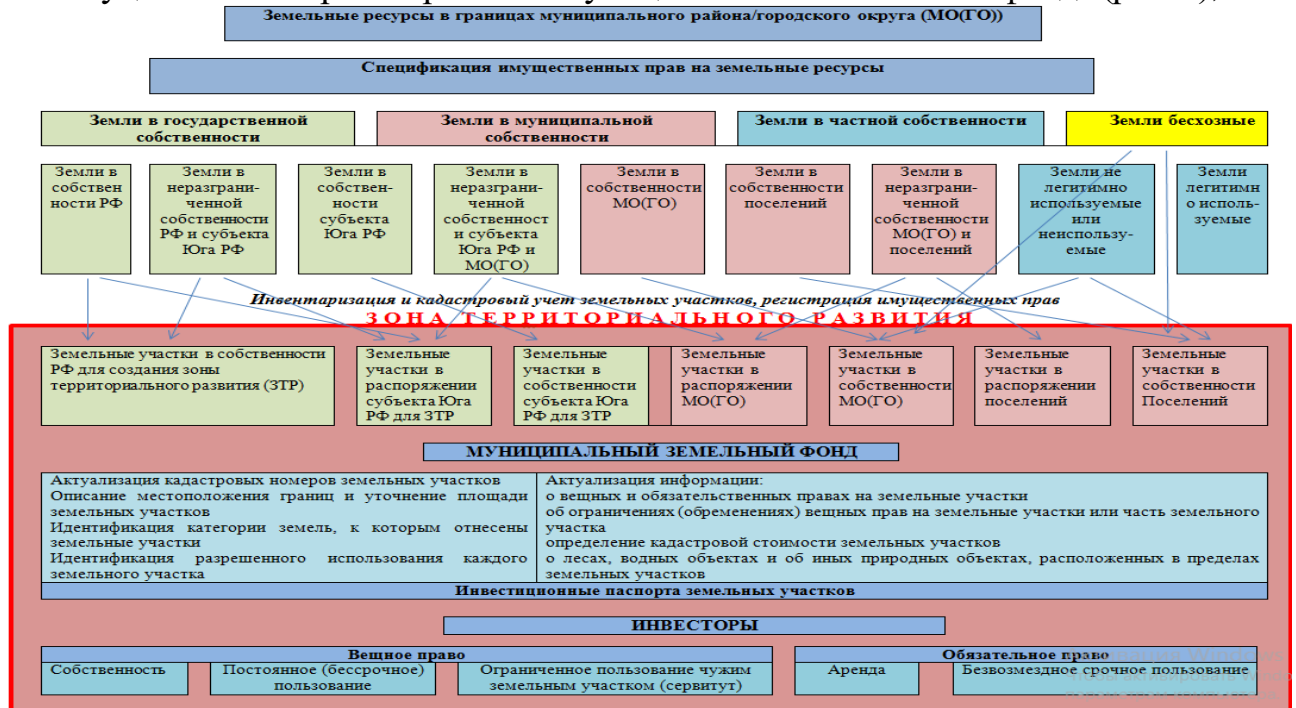 Земельные ресурсы в границах муниципального района/городского округа (МО(ГО))
Спецификация имущественных прав на земельные ресурсы
Земли в государственной
собственности
Земли в муниципальной
собственности
Земли в частной собственности
Земли бесхозные
Земли в
собствен
ности РФ
Земли в
неразграни-
ченной
собственности
РФ и субъекта
Юга РФ
Земли в
собствен-
ности
субъекта
Юга РФ
Земли в
неразграни-
ченной
собственност
и субъекта
Юга РФ и
МО(ГО)
Земли в
собственности
МО(ГО)
Земли в
собственности
поселений
Земли в
неразграни-
ченной
собственности
МО(ГО) и
поселений
Земли не
легитимно
используемые
или
неиспользу-
емые
Земли
легитимн
о исполь-
зуемые
Инвентаризация и кадастровый учет земельных участков, регистрация имущественных прав
ЗОНА ТЕРРИТОРИАЛЬНОГО РАЗВИТИЯ
Земельные участки в собственности
РФ для создания зоны
территориального развития (ЗТР)
Земельные
участки в
распоряжении
субъекта Юга
РФ для ЗТР
Земельные
участки в
собственности
субъекта Юга
РФ для ЗТР
Земельные
участки в
распоряжении
МО(ГО)
Земельные
участки в
собственности
МО(ГО)
Земельные
участки в
распоряжении
поселений
Земельные
участки в
собственности
Поселений
МУНИЦИПАЛЬНЫЙ ЗЕМЕЛЬНЫЙ ФОНД
Актуализация кадастровых номеров земельных участков
Описание местоположения границ и уточнение площади
земельных участков
Идентификация категории земель, к которым отнесены
земельные участки
Идентификация разрешенного использования каждого
земельного участка
Актуализация информации:
о вещных и обязательственных правах на земельные участки
об ограничениях (обременениях) вещных прав на земельные участки или часть земельного
участка
определение кадастровой стоимости земельных участков
о лесах, водных объектах и об иных природных объектах, расположенных в пределах
земельных участков
Инвестиционные паспорта земельных участков
ИНВЕСТОРЫ
Вещное право
Обязательное право
Собственность
Постоянное (бессрочное)
пользование
Ограниченное пользование чужим
земельным участком (сервитут)
Аренда
Безвозмездное срочное пользование